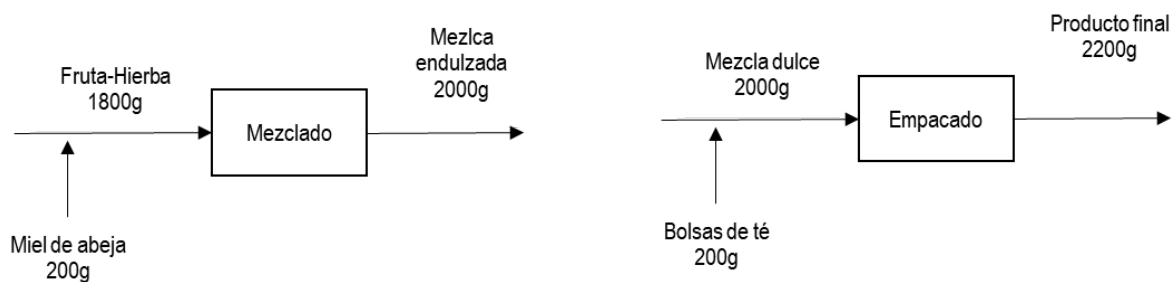 Fruta-Hierba
1800g
Mezclado
Mezlca
endulzada
2000g
Miel de abeja
200g
Mezcla dulce
2000g
Empacado
Producto final
2200g
Bolsas de té
200g